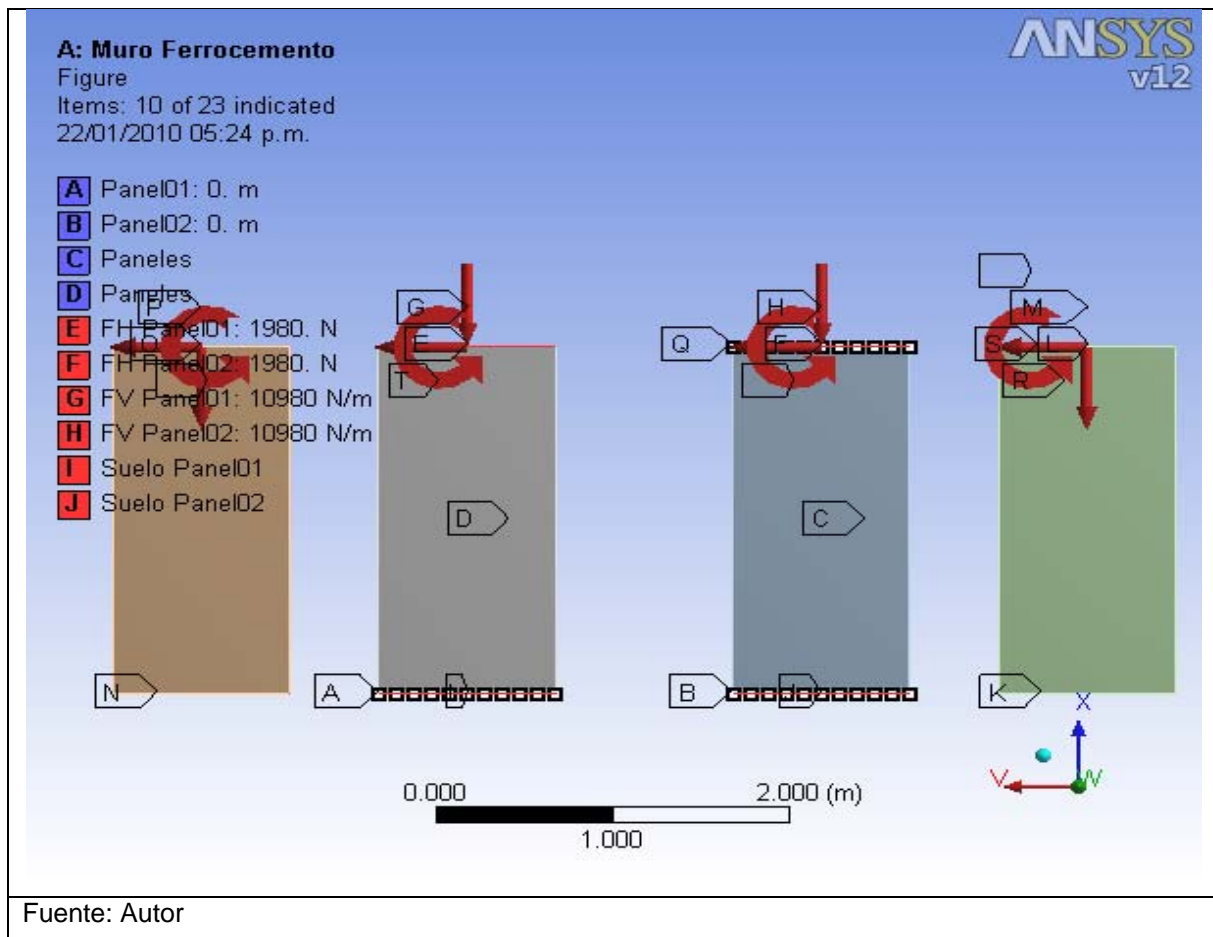 A: Muro Ferrocemento
Figure
Items: 10 of 23 indicated
22/01/2010 05:24 p.m.
ANSYS
v12
A Panel01: 0. m
B Panel02: 0. m
C Paneles
D Paneles
E FH Panel01: 1980. N
F FH Panel02: 1980. N
G FV Panel01: 10980 N/m
H FV Panel02: 10980 N/m
I Suelo Panel01
J Suelo Panel02
P
O
G
E
T
Q
H
F
M
S
L
R
D
C
N
A
I
B
J
K
X
V
W
0.000
2.000 (m)
1.000
Fuente: Autor